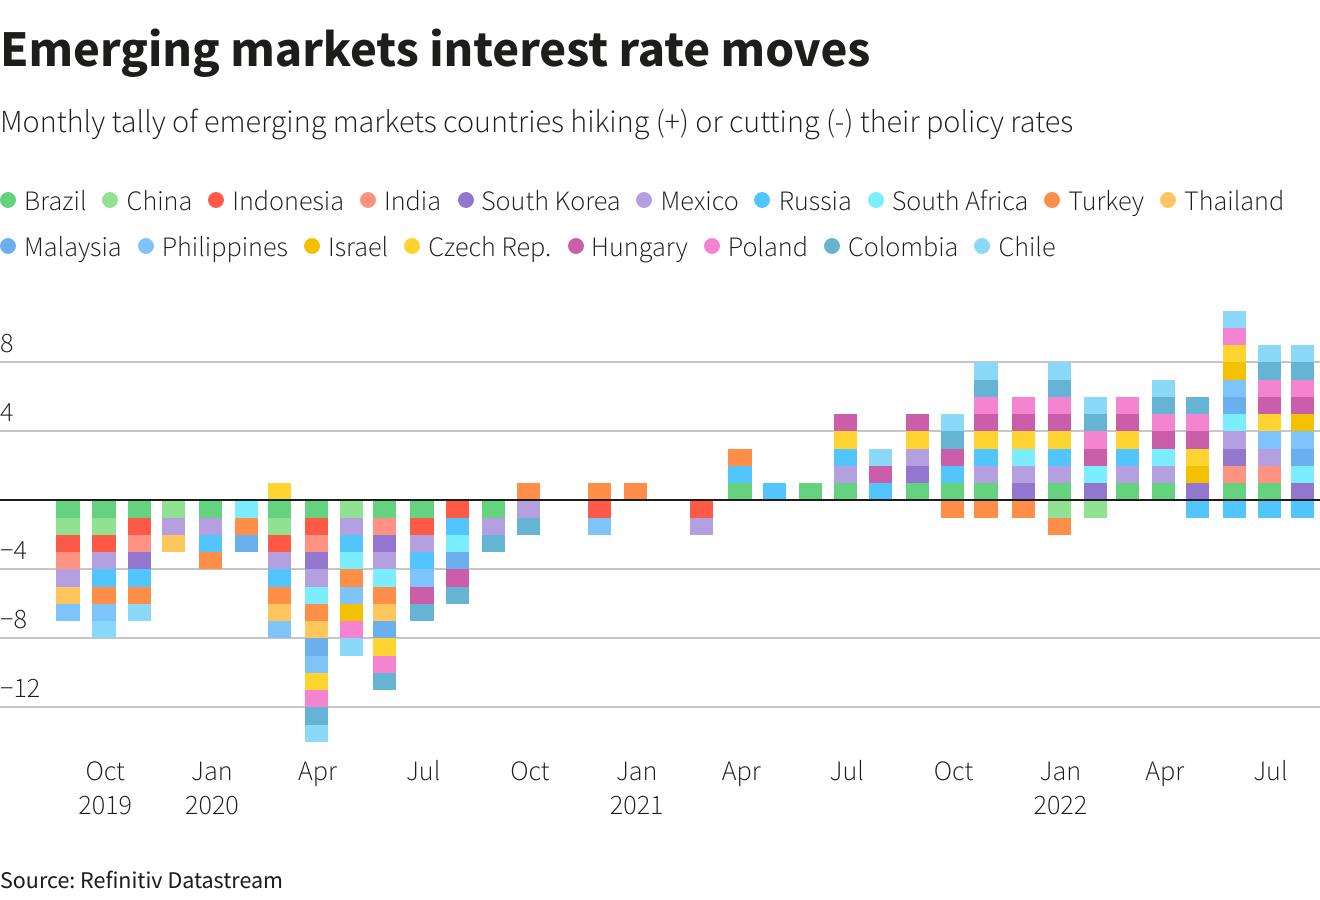 Emerging markets interest rate moves
Monthly tally of emerging markets countries hiking (+) or cutting (-) their policy rates
Brazil China Indonesia India South Korea Mexico Russia South Africa Turkey Thailand
Malaysia Philippines Israel Czech Rep. Hungary Poland Colombia Chile
8
4
−4
−8
−12
Oct Jan Apr Jul Oct Jan Apr Jul Oct Jan Apr Jul
2019 2020 2021 2022
Source: Refinitiv Datastream